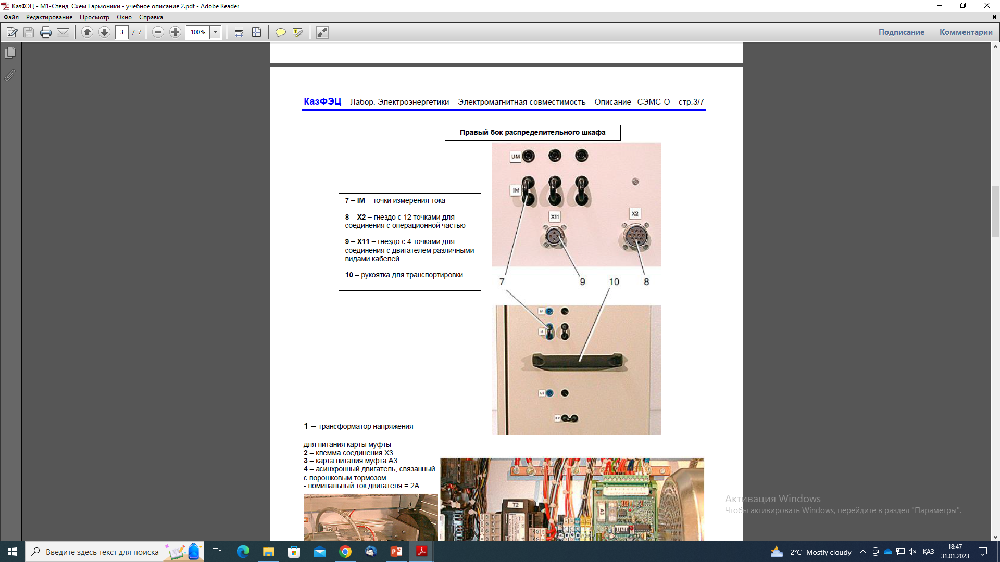 КазФЭЦ - М1-Стенд  Схем Гармоники - учебное описание 2.pdf - Adobe Reader
Файл Редактирование Просмотр Окно Справка
3 / 7 100% Подписание Комментарии
КазФЭЦ – Лабор. Электроэнергетики – Электромагнитная совместимость – Описание СЭМС-О – стр.3/7
Правый бок распределительного шкафа
UM
IM
X11
X2
7 – IM – точки измерения тока
8 – X2 – гнездо с 12 точками для
соединения с операционной частью
9 – X11 – гнездо с 4 точками для
соединения с двигателем различными
видами кабелей
10 – рукоятка для транспортировки
7 9 10 8
1 – трансформатор напряжения
для питания карты муфты
2 – клемма соединения X3
3 – карта питания муфта А3
4 – асинхронный двигатель, связанный
с порошковым тормозом
- номинальный ток двигателя = 2А
T2
A3
Активация Windows
Чтобы активировать Windows, перейдите в раздел "Параметры".
Введите здесь текст для поиска
-2°C Mostly cloudy
ҚАЗ
18:47
31.01.2023